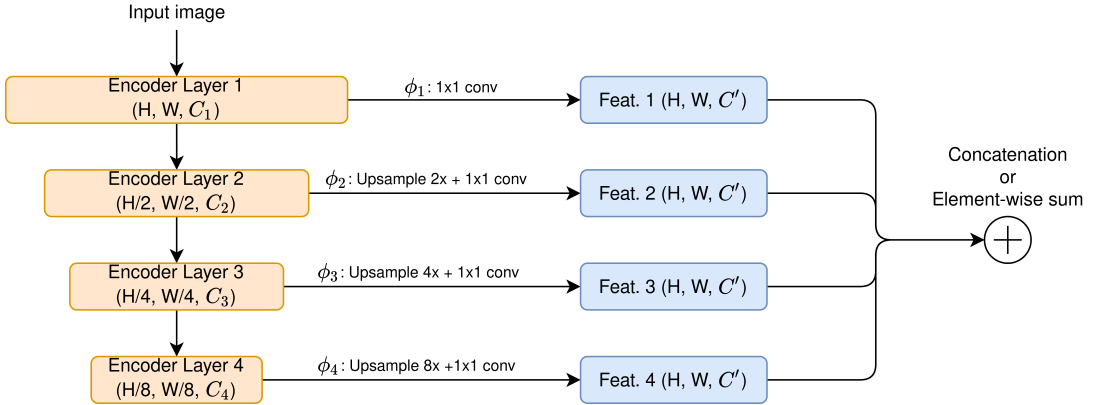 Input image
Encoder Layer 1
(H, W, C₁)
ϕ₁: 1x1 conv
Feat. 1 (H, W, C′)
Encoder Layer 2
(H/2, W/2, C₂)
ϕ₂: Upsample 2x + 1x1 conv
Feat. 2 (H, W, C′)
Concatenation
or
Element-wise sum
Encoder Layer 3
(H/4, W/4, C₃)
ϕ₃: Upsample 4x + 1x1 conv
Feat. 3 (H, W, C′)
Encoder Layer 4
(H/8, W/8, C₄)
ϕ₄: Upsample 8x +1x1 conv
Feat. 4 (H, W, C′)